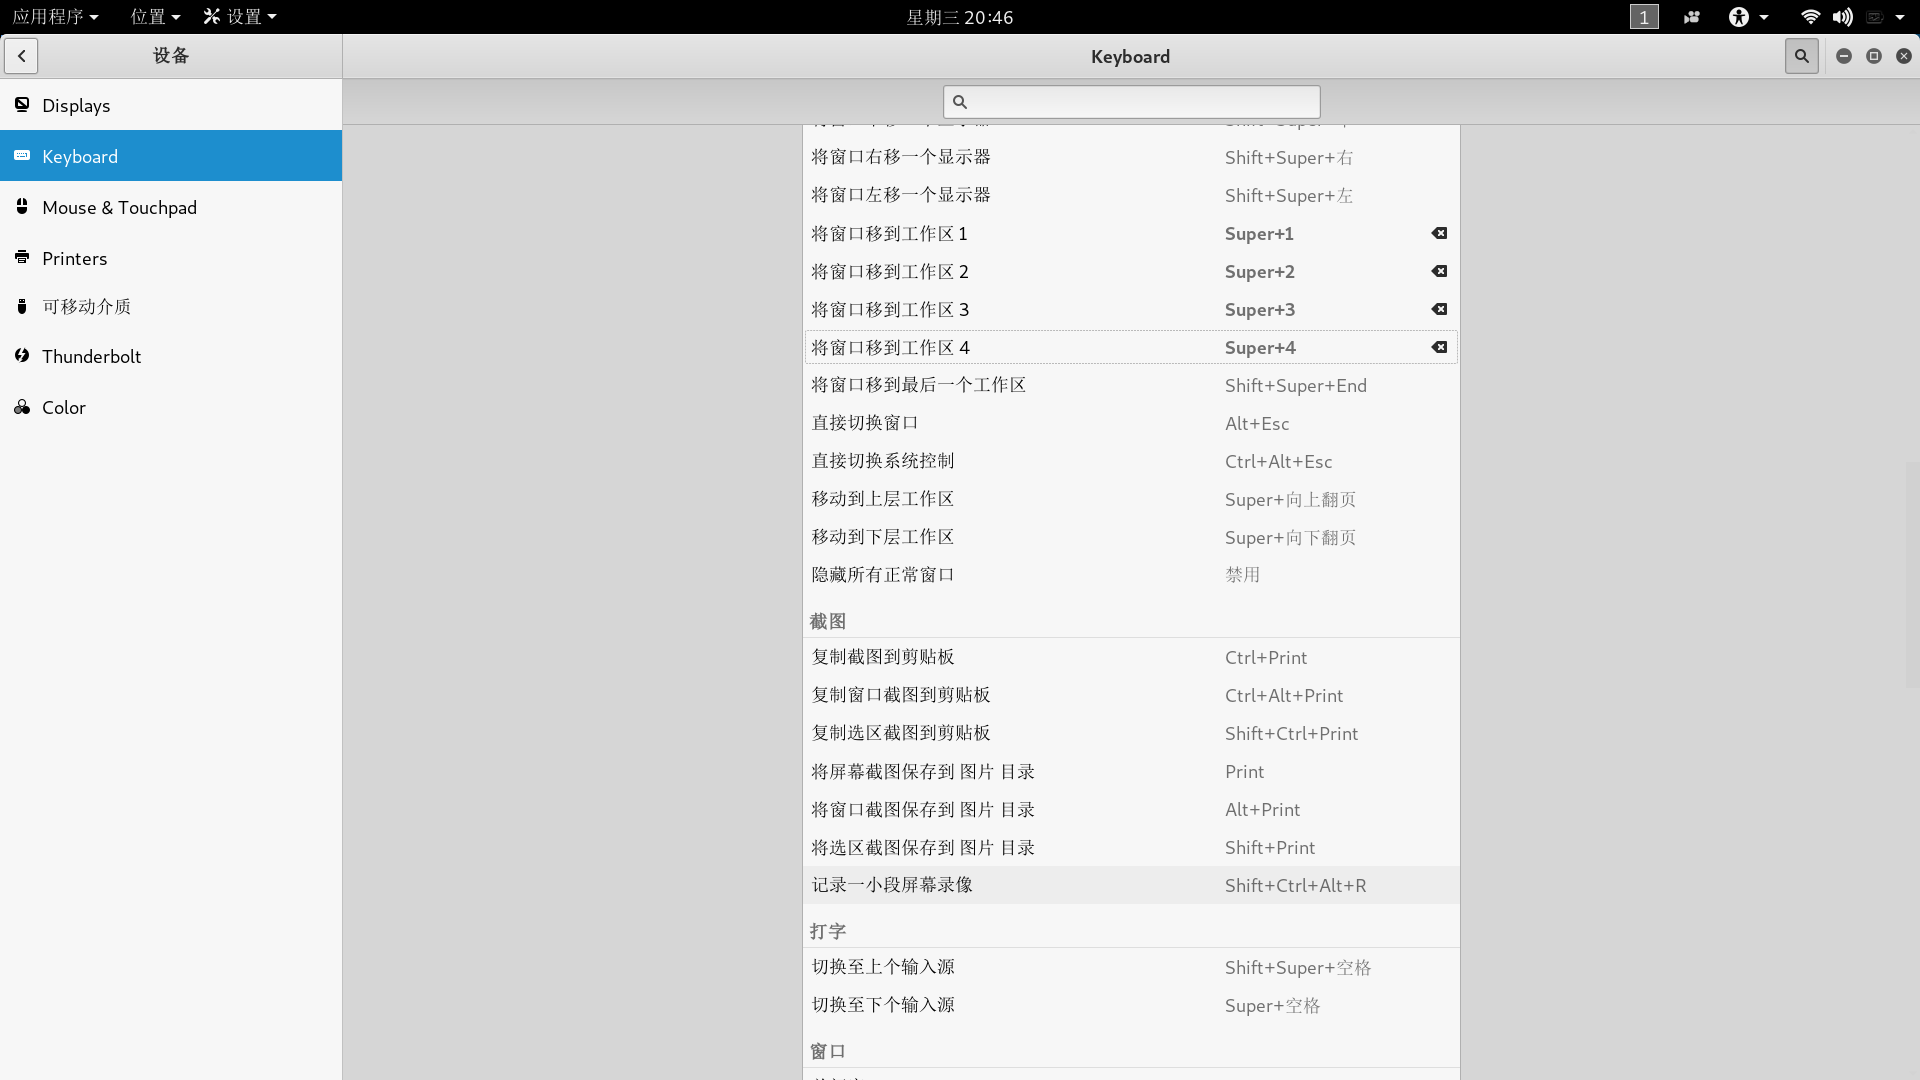 应用程序 位置 设置 星期三 20:46 1
设备 Keyboard
Displays
Keyboard
Mouse & Touchpad
Printers
可移动介质
Thunderbolt
Color
将窗口右移一个显示器 Shift+Super+右
将窗口左移一个显示器 Shift+Super+左
将窗口移到工作区 1 Super+1
将窗口移到工作区 2 Super+2
将窗口移到工作区 3 Super+3
将窗口移到工作区 4 Super+4
将窗口移到最后一个工作区 Shift+Super+End
直接切换窗口 Alt+Esc
直接切换系统控制 Ctrl+Alt+Esc
移动到上层工作区 Super+向上翻页
移动到下层工作区 Super+向下翻页
隐藏所有正常窗口 禁用
截图
复制截图到剪贴板 Ctrl+Print
复制窗口截图到剪贴板 Ctrl+Alt+Print
复制选区截图到剪贴板 Shift+Ctrl+Print
将屏幕截图保存到 图片 目录 Print
将窗口截图保存到 图片 目录 Alt+Print
将选区截图保存到 图片 目录 Shift+Print
记录一小段屏幕录像 Shift+Ctrl+Alt+R
打字
切换至上个输入源 Shift+Super+空格
切换至下个输入源 Super+空格
窗口